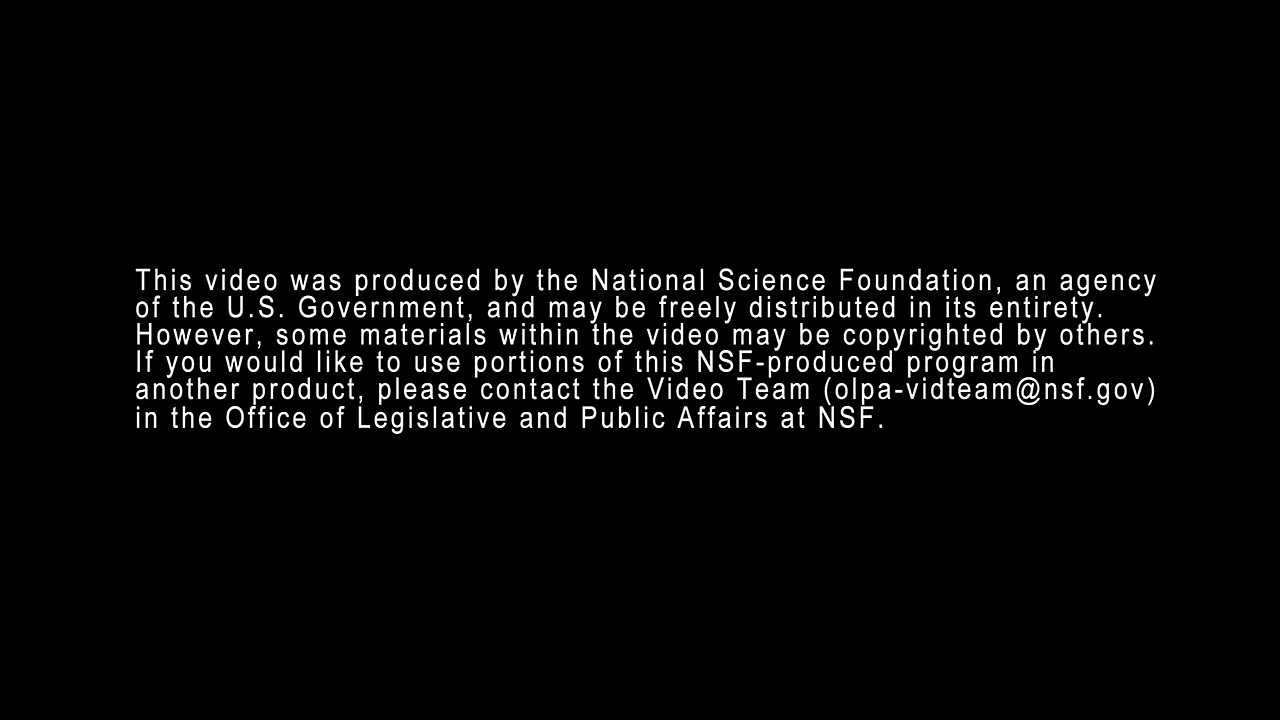 This video was produced by the National Science Foundation, an agency
of the U.S. Government, and may be freely distributed in its entirety.
However, some materials within the video may be copyrighted by others.
If you would like to use portions of this NSF-produced program in
another product, please contact the Video Team (olpa-vidteam@nsf.gov)
in the Office of Legislative and Public Affairs at NSF.